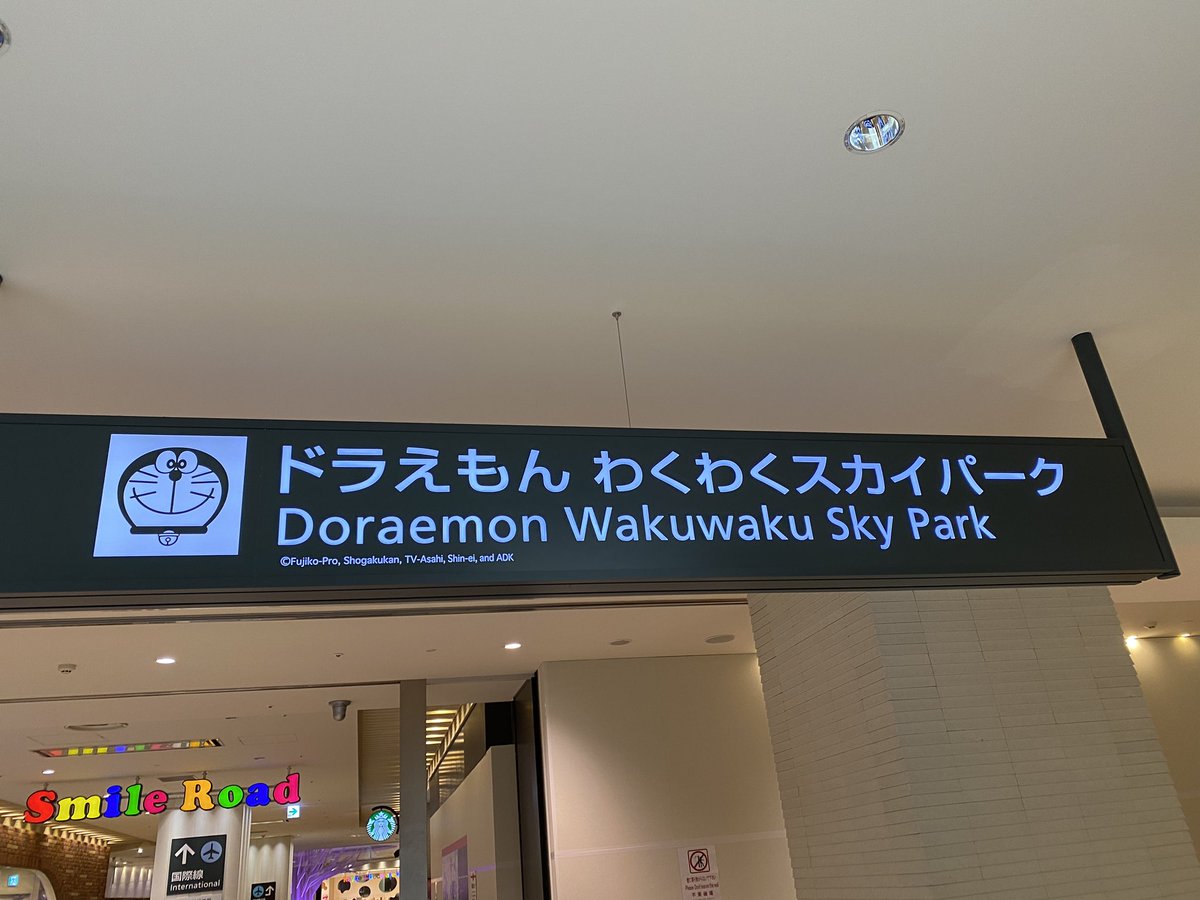 ドラえもん わくわくスカイパーク
Doraemon Wakuwaku Sky Park
©Fujiko-Pro, Shogakukan, TV-Asahi, Shin-ei, and ADK
Smile Road
国際線
International